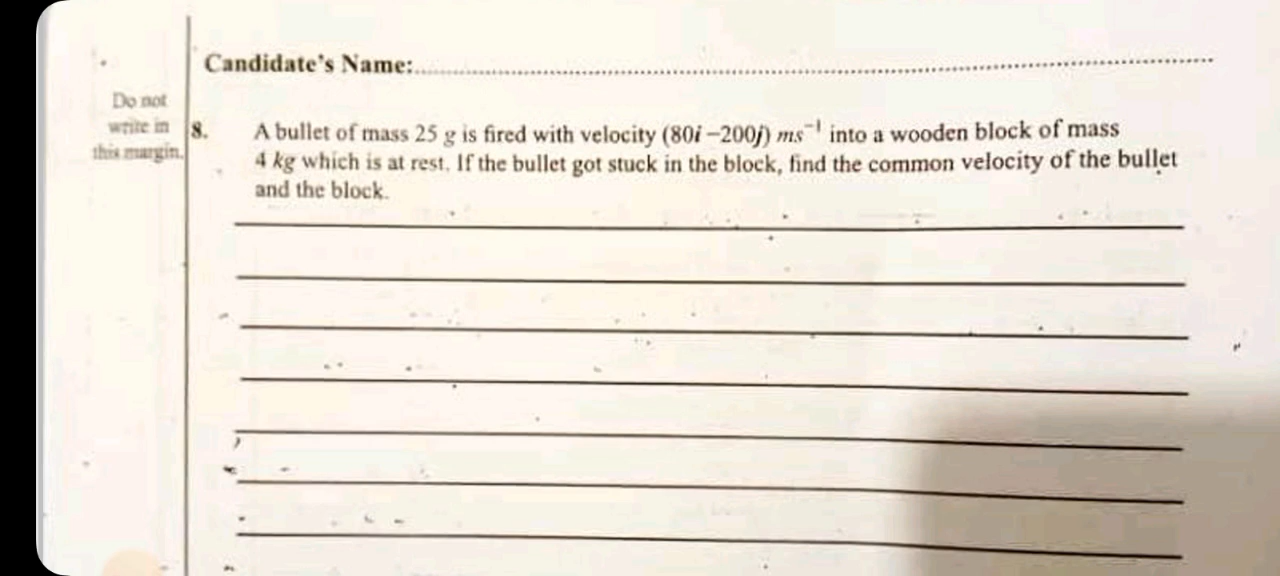 Candidate's Name:
Do not
write in
this margin.
8. A bullet of mass 25 g is fired with velocity (80i −200j) ms⁻¹ into a wooden block of mass
4 kg which is at rest. If the bullet got stuck in the block, find the common velocity of the bullet
and the block.